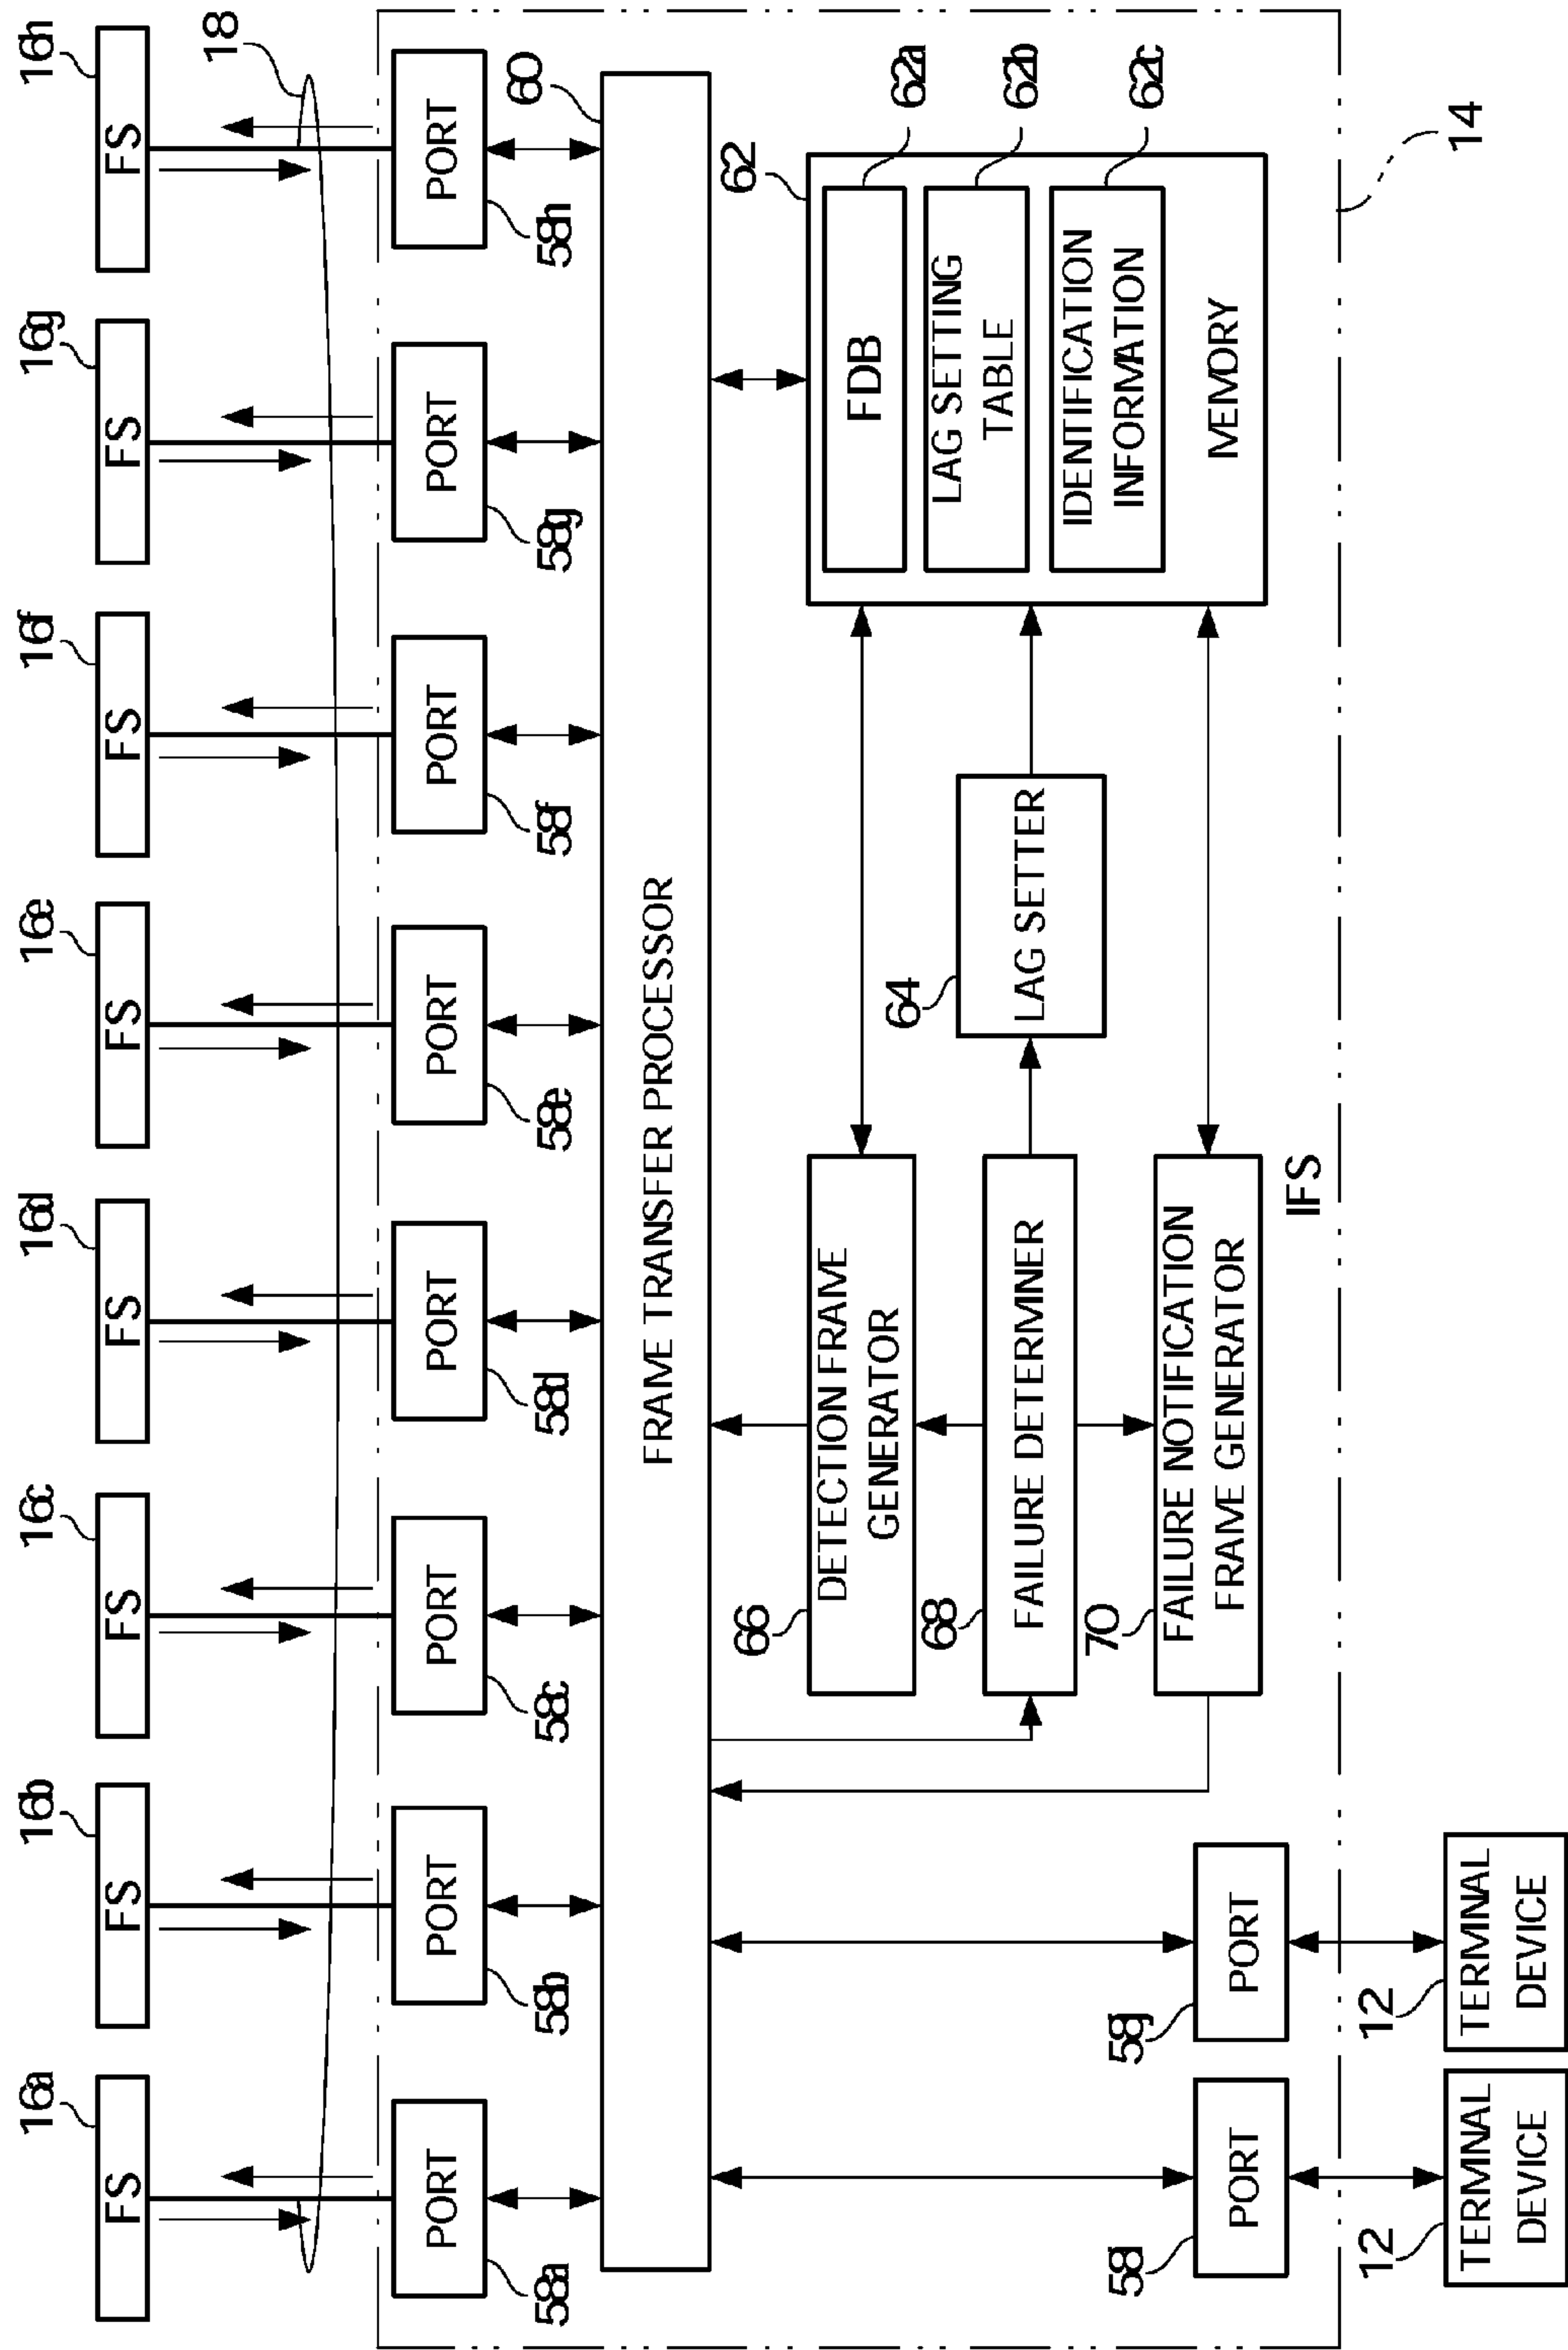 16a
16b
16c
16d
16e
16f
16g
16h
FS
FS
FS
FS
FS
FS
FS
FS
18
PORT
PORT
PORT
PORT
PORT
PORT
PORT
PORT
58a
58b
58c
58d
58e
58f
58g
58h
60
FRAME TRANSFER PROCESSOR
66
DETECTION FRAME
GENERATOR
68
FAILURE DETERMINER
70
FAILURE NOTIFICATION
FRAME GENERATOR
64
LAG SETTER
62
FDB
62a
LAG SETTING
TABLE
62b
IDENTIFICATION
INFORMATION
62c
MEMORY
IFS
14
58i
PORT
58j
PORT
12
TERMINAL
DEVICE
12
TERMINAL
DEVICE